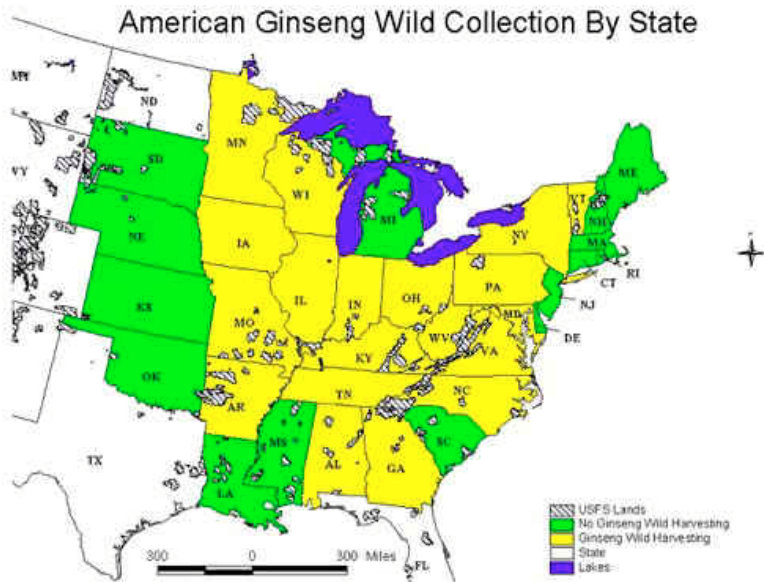 American Ginseng Wild Collection By State
MT
ND
MN
WY
SD
WI
MI
ME
VT
NH
NY
MA
RI
CT
NE
IA
IL
IN
OH
PA
NJ
MD
DE
KS
MO
KY
WV
VA
OK
AR
TN
NC
SC
MS
AL
GA
TX
LA
FL
USFS Lands
No Ginseng Wild Harvesting
Ginseng Wild Harvesting
State
Lakes
300 0 300 Miles